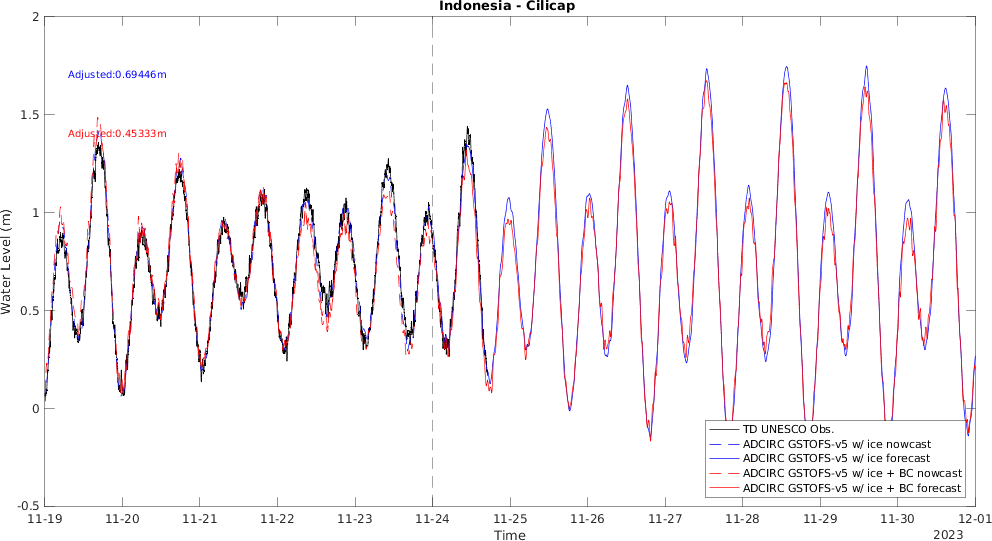 Indonesia - Cilicap
2
1.5
1
0.5
0
-0.5
Water Level (m)
Adjusted:0.69446m
Adjusted:0.45333m
TD UNESCO Obs.
ADCIRC GSTOFS-v5 w/ ice nowcast
ADCIRC GSTOFS-v5 w/ ice forecast
ADCIRC GSTOFS-v5 w/ ice + BC nowcast
ADCIRC GSTOFS-v5 w/ ice + BC forecast
11-19 11-20 11-21 11-22 11-23 11-24 11-25 11-26 11-27 11-28 11-29 11-30 12-01
Time
2023